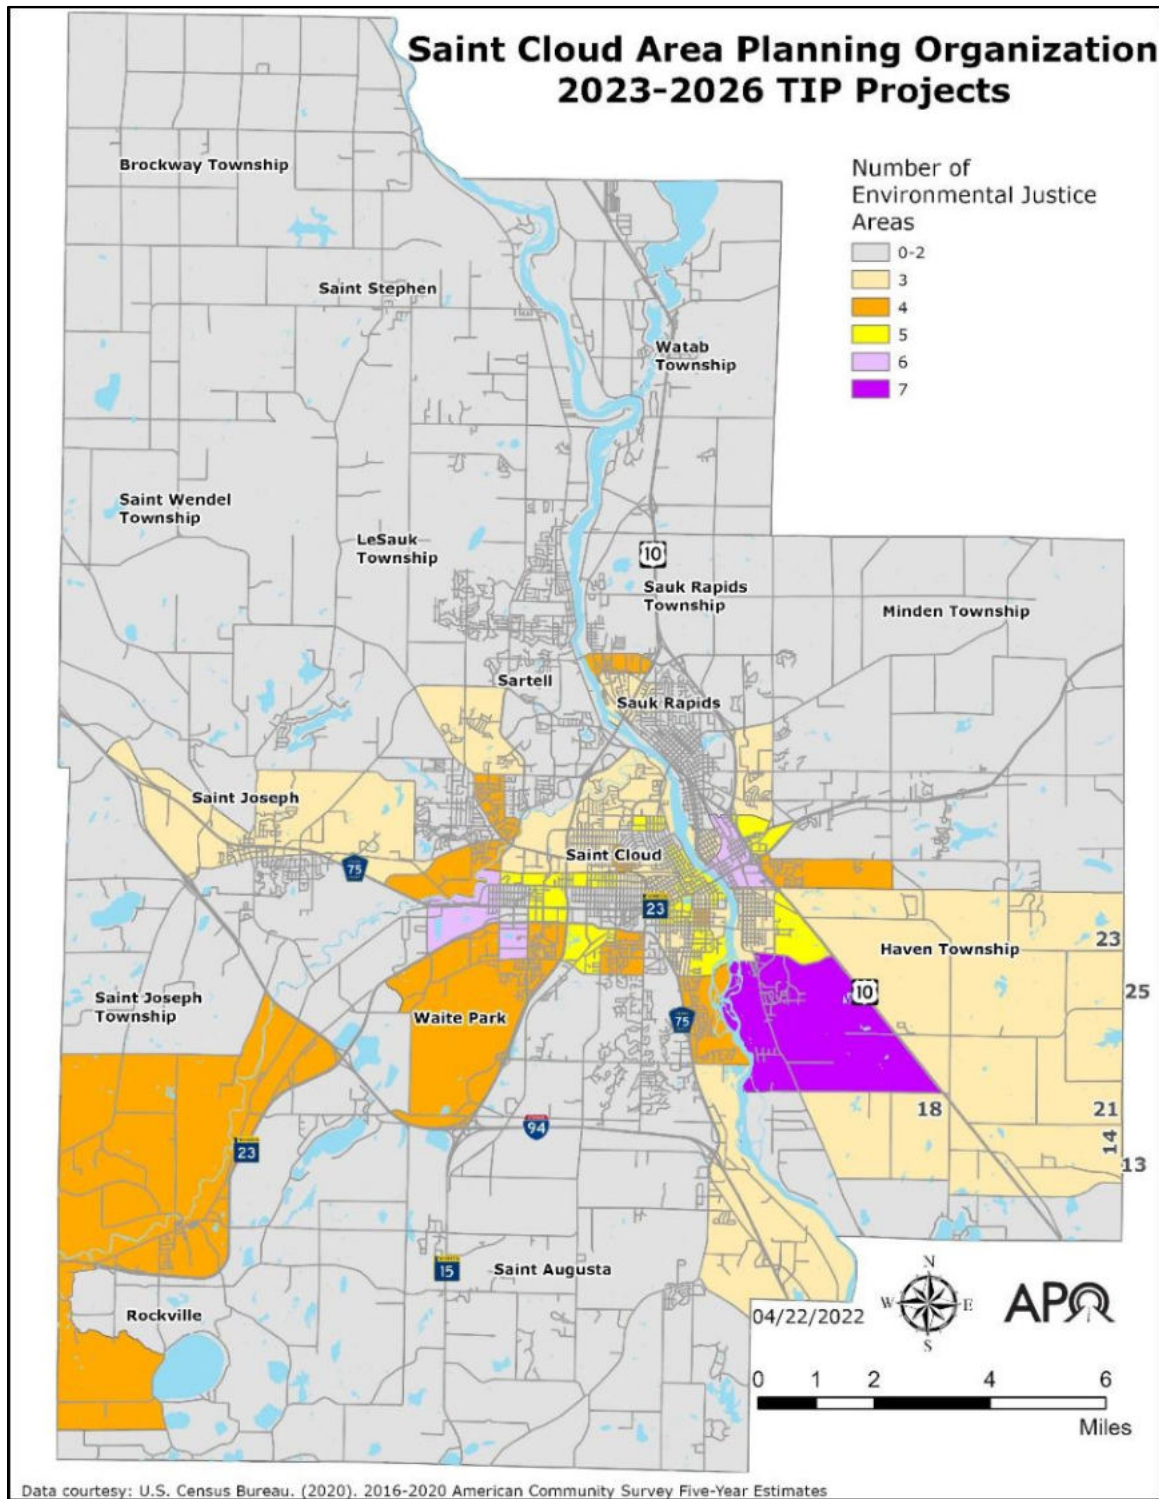 Saint Cloud Area Planning Organization
2023-2026 TIP Projects
Number of
Environmental Justice
Areas
0-2
3
4
5
6
7
Brockway Township
Saint Stephen
Watab
Township
Saint Wendel
Township
LeSauk
Township
10
Sauk Rapids
Township
Minden Township
Sartell
Sauk Rapids
Saint Joseph
Saint Cloud
75
23
Haven Township
23
10
25
Saint Joseph
Township
Waite Park
75
18
21
14
13
94
23
15
Saint Augusta
Rockville
04/22/2022
N
W
E
S
APO
0 1 2 4 6
Miles
Data courtesy: U.S. Census Bureau. (2020). 2016-2020 American Community Survey Five-Year Estimates